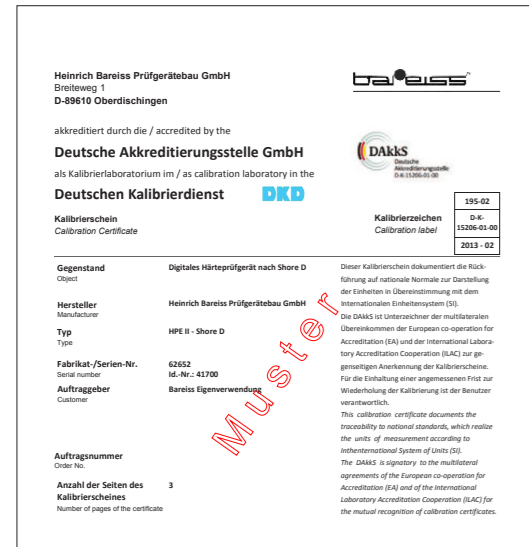 Heinrich Bareiss Prüfgerätebau GmbH
Breiteweg 1
D-89610 Oberdischingen
bareiss
akkreditiert durch die / accredited by the
Deutsche Akkreditierungsstelle GmbH
als Kalibrierlaboratorium im / as calibration laboratory in the
Deutschen Kalibrierdienst
DKD
DAkkS
Deutsche
Akkreditierungsstelle
D-K-15206-01-00
Kalibrierschein
Calibration Certificate
Kalibrierzeichen
Calibration label
195-02
D-K-
15206-01-00
2013 - 02
Gegenstand
Object
Digitales Härteprüfgerät nach Shore D
Hersteller
Manufacturer
Heinrich Bareiss Prüfgerätebau GmbH
Typ
Type
HPE II - Shore D
Fabrikat-/Serien-Nr.
Serial number
62652
Id.-Nr.: 41700
Auftraggeber
Customer
Bareiss Eigenverwendung
Auftragsnummer
Order No.
Anzahl der Seiten des
Kalibrierscheines
Number of pages of the certificate
3
Muster
Dieser Kalibrierschein dokumentiert die Rück-
führung auf nationale Normale zur Darstellung
der Einheiten in Übereinstimmung mit dem
Internationalen Einheitensystem (SI).
Die DAkkS ist Unterzeichner der multilateralen
Übereinkommen der European co-operation for
Accreditation (EA) und der International Labora-
tory Accreditation Cooperation (ILAC) zur ge-
genseitigen Anerkennung der Kalibrierscheine.
Für die Einhaltung einer angemessenen Frist zur
Wiederholung der Kalibrierung ist der Benutzer
verantwortlich.
This calibration certificate documents the
traceability to national standards, which realize
the units of measurement according to
Inthenternational System of Units (SI).
The DAkkS is signatory to the multilateral
agreements of the European co-operation for
Accreditation (EA) and of the International
Laboratory Accreditation Cooperation (ILAC) for
the mutual recognition of calibration certificates.